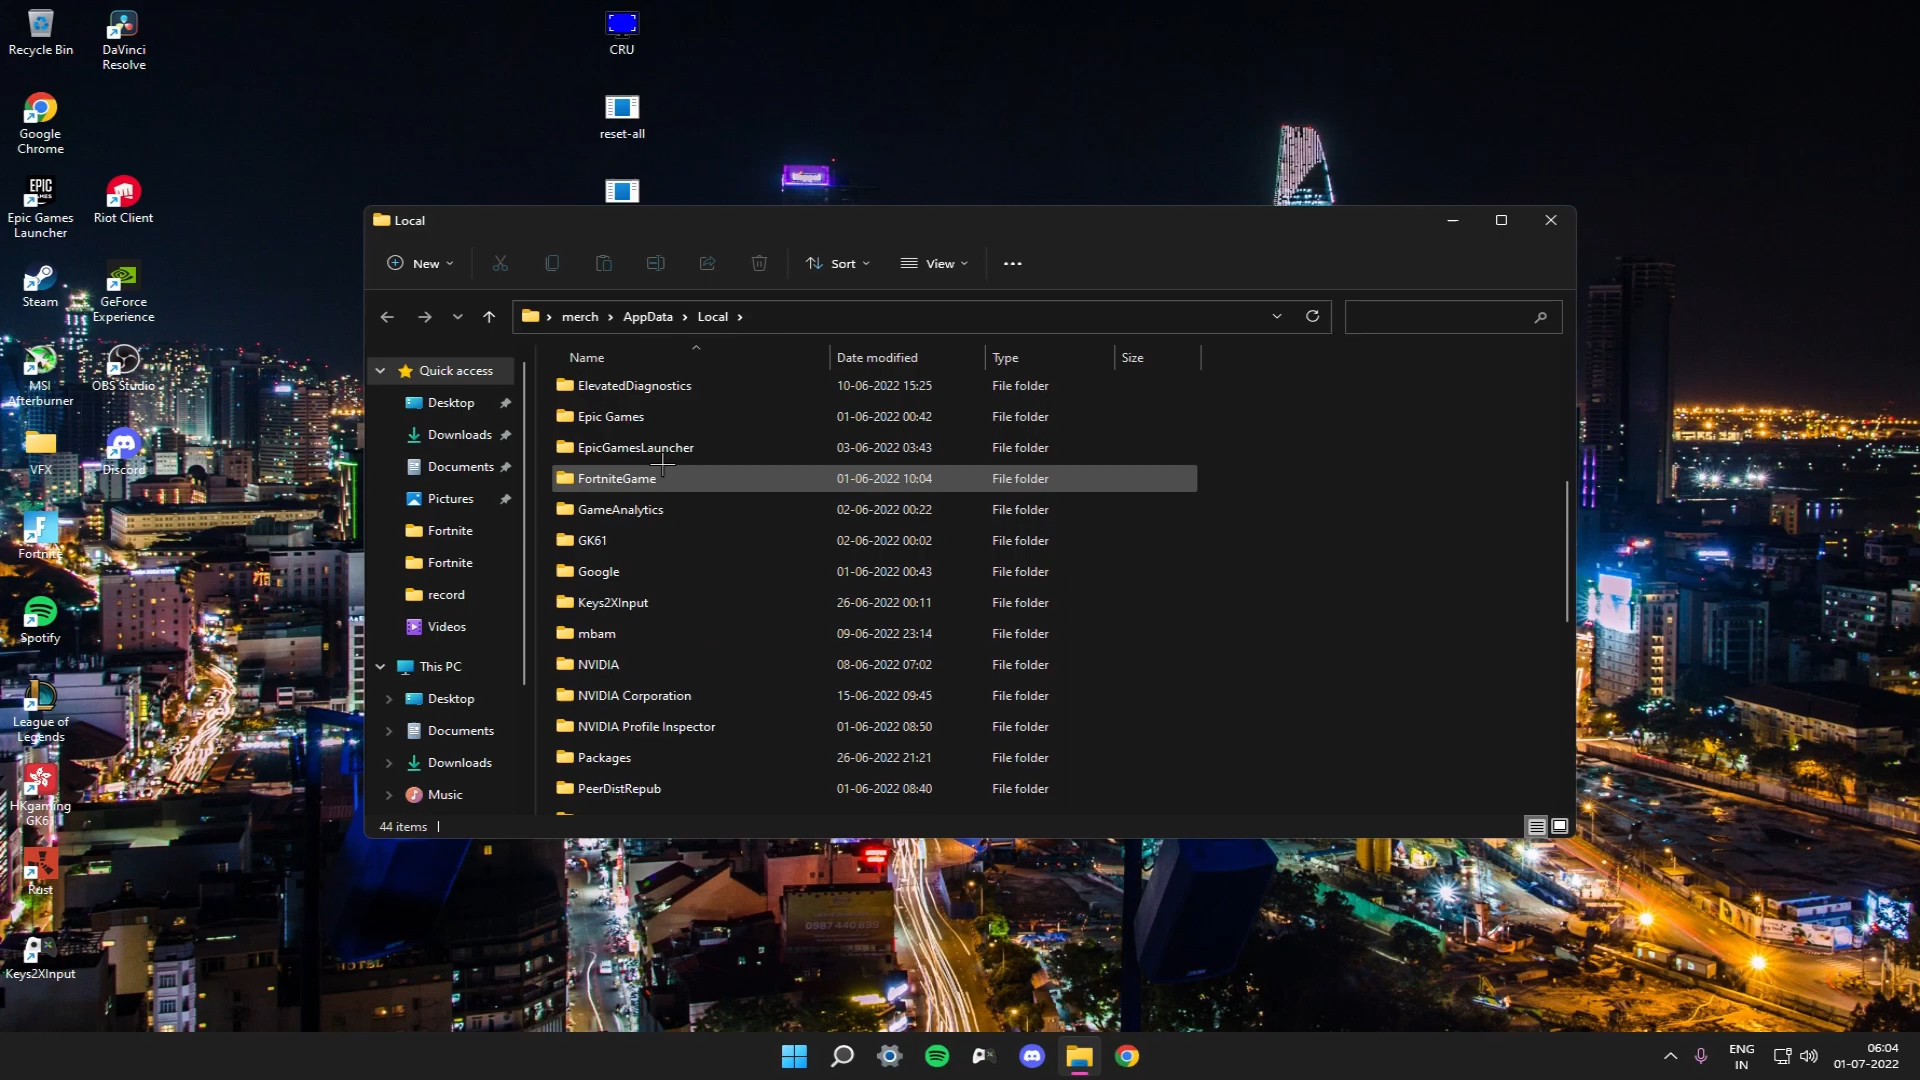 Recycle Bin
DaVinci
Resolve
CRU
Google
Chrome
reset-all
EPIC
GAMES
Epic Games
Launcher
Riot Client
Steam
GeForce
Experience
MSI
Afterburner
OBS Studio
VFX
Discord
Fortnite
Spotify
League of
Legends
HKgaming
GK61
Rust
Keys2XInput
Local
New
Sort
View
merch
AppData
Local
Quick access
Desktop
Downloads
Documents
Pictures
Fortnite
Fortnite
record
Videos
This PC
Desktop
Documents
Downloads
Music
Name Date modified Type Size
ElevatedDiagnostics 10-06-2022 15:25 File folder
Epic Games 01-06-2022 00:42 File folder
EpicGamesLauncher 03-06-2022 03:43 File folder
FortniteGame 01-06-2022 10:04 File folder
GameAnalytics 02-06-2022 00:22 File folder
GK61 02-06-2022 00:02 File folder
Google 01-06-2022 00:43 File folder
Keys2XInput 26-06-2022 00:11 File folder
mbam 09-06-2022 23:14 File folder
NVIDIA 08-06-2022 07:02 File folder
NVIDIA Corporation 15-06-2022 09:45 File folder
NVIDIA Profile Inspector 01-06-2022 08:50 File folder
Packages 26-06-2022 21:21 File folder
PeerDistRepub 01-06-2022 08:40 File folder
44 items
0987 440 899
HOTEL
ENG
IN
06:04
01-07-2022